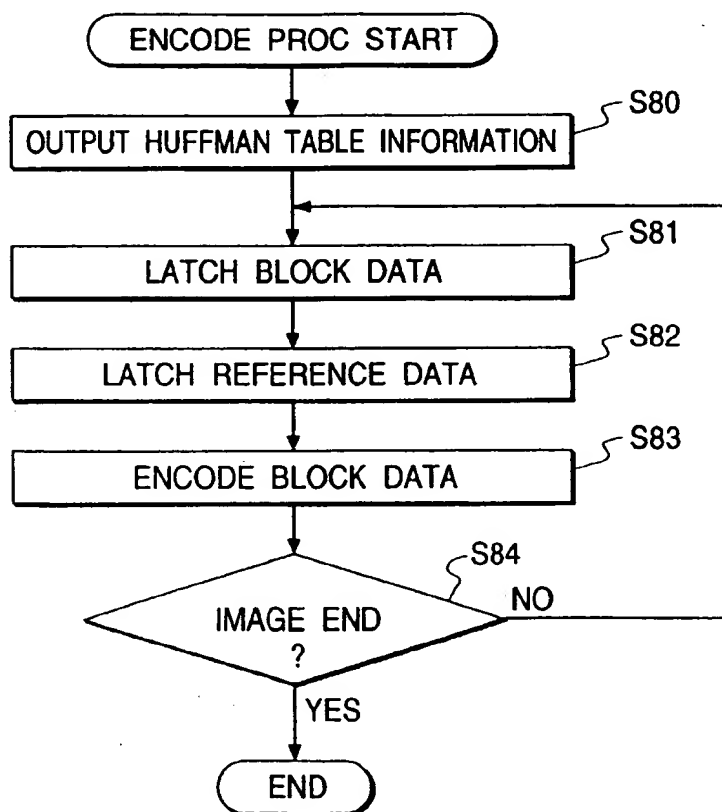 ENCODE PROC START
S80
OUTPUT HUFFMAN TABLE INFORMATION
S81
LATCH BLOCK DATA
S82
LATCH REFERENCE DATA
S83
ENCODE BLOCK DATA
S84
IMAGE END
?
NO
YES
END